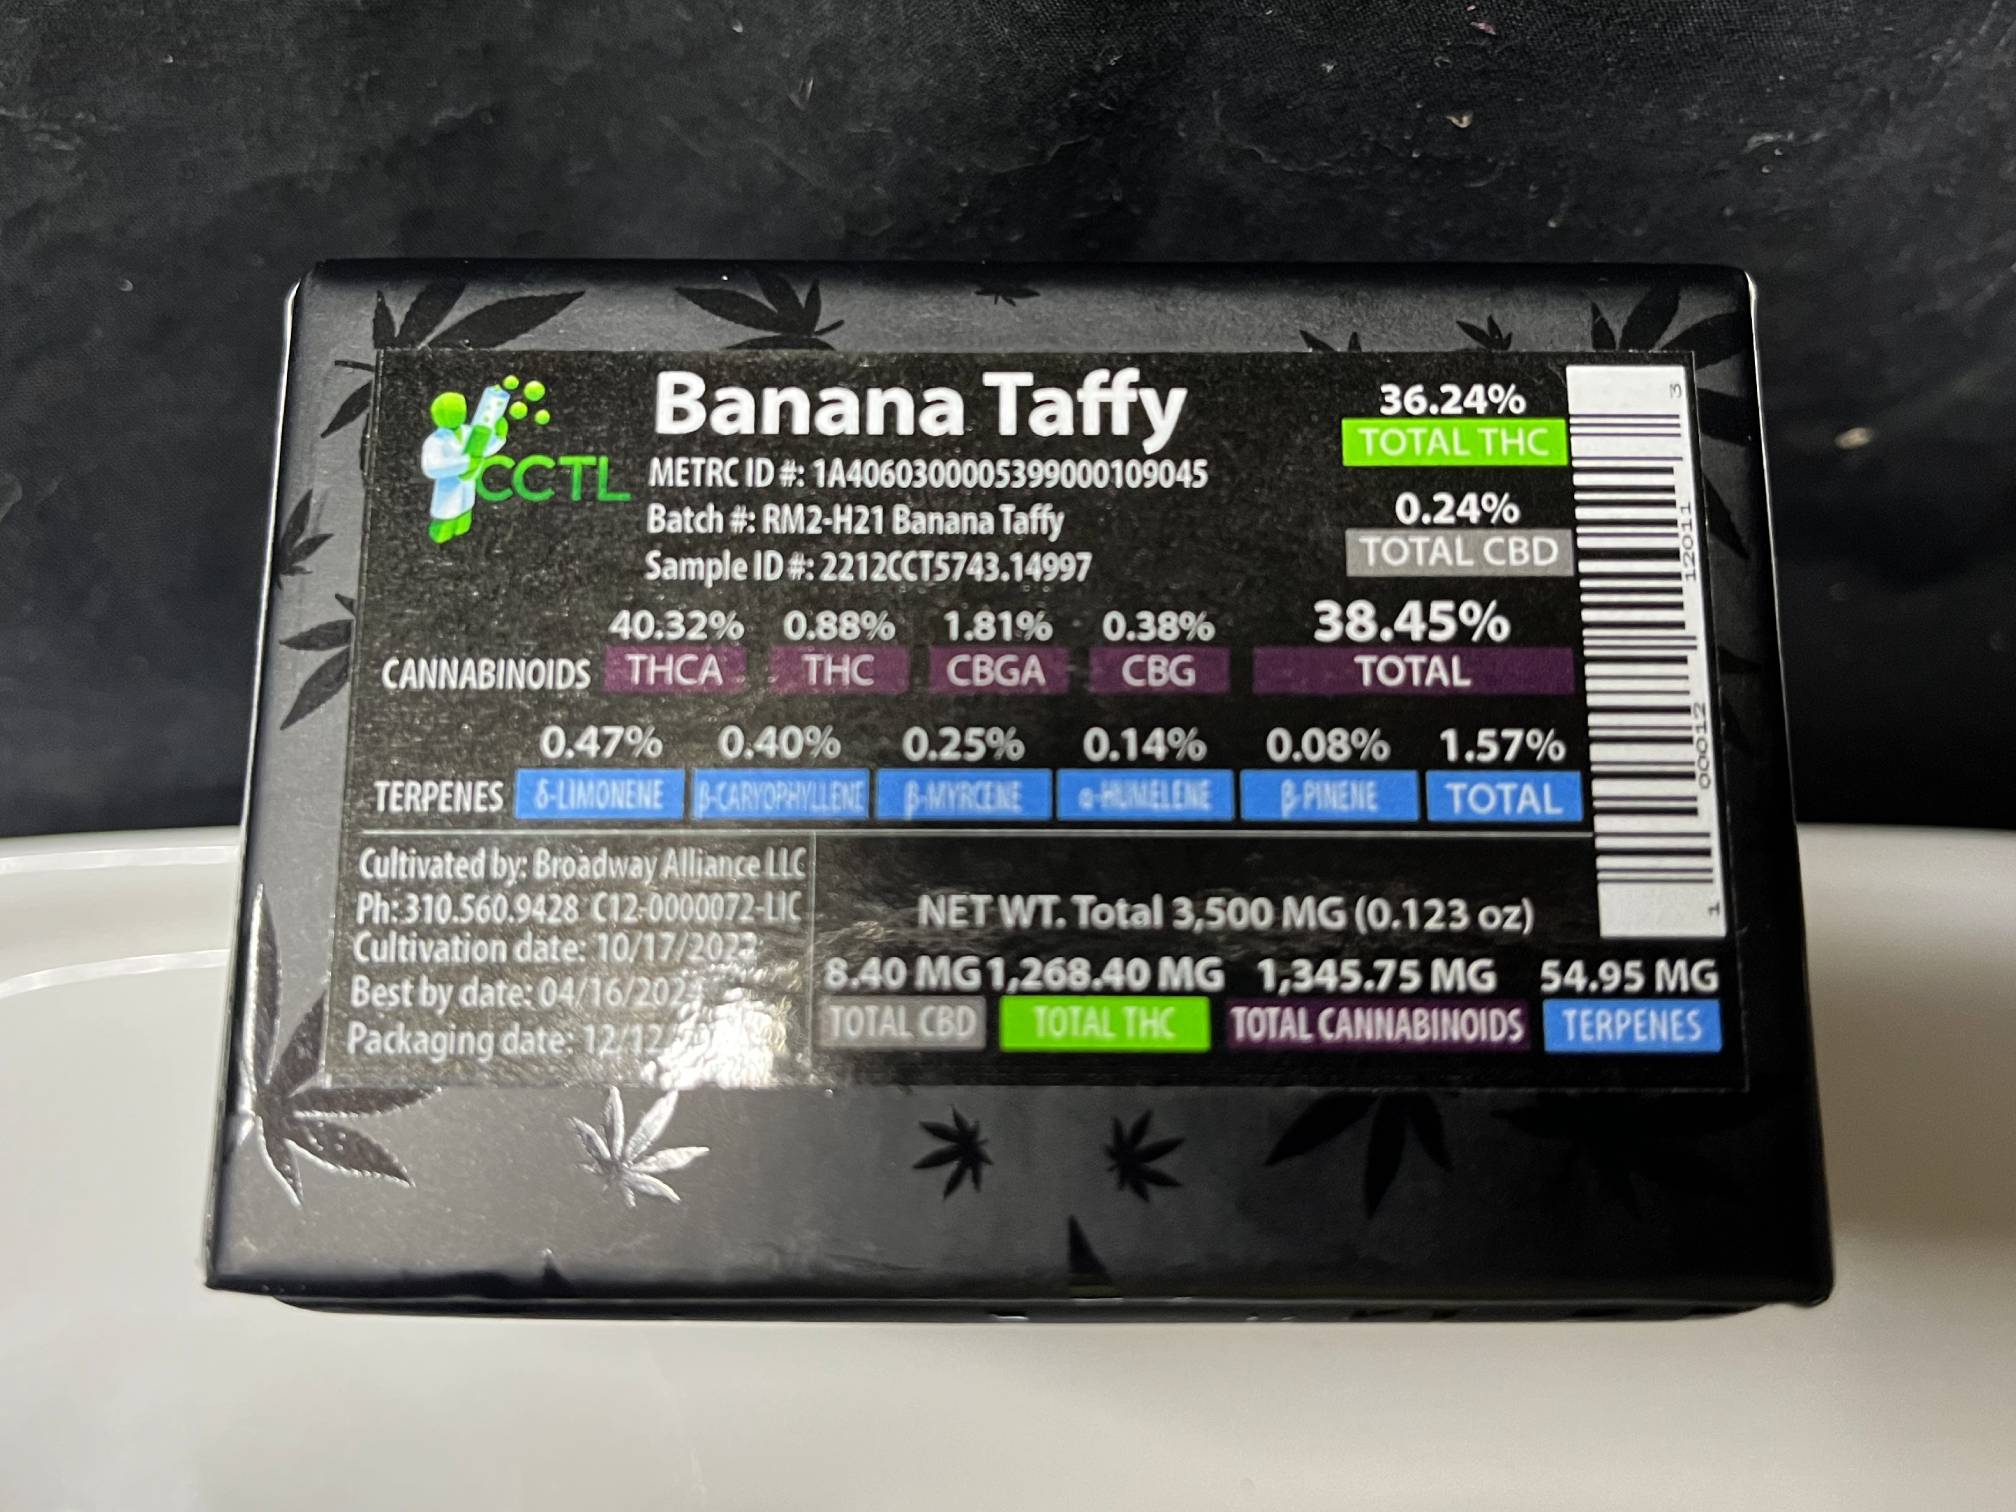 CCTL
Banana Taffy
METRC ID #: 1A4060300005399000109045
Batch #: RM2-H21 Banana Taffy
Sample ID #: 2212CCT5743.14997
36.24%
TOTAL THC
0.24%
TOTAL CBD
40.32% 0.88% 1.81% 0.38% 38.45%
CANNABINOIDS THCA THC CBGA CBG TOTAL
0.47% 0.40% 0.25% 0.14% 0.08% 1.57%
TERPENES δ-LIMONENE β-CARYOPHYLLENE β-MYRCENE α-HUMELENE β-PINENE TOTAL
Cultivated by: Broadway Alliance LLC
Ph: 310.560.9428 C12-0000072-LIC
Cultivation date: 10/17/2022
Best by date:
Packaging date:
NET WT. Total 3,500 MG (0.123 oz)
8.40 MG 1,268.40 MG 1,345.75 MG 54.95 MG
TOTAL CBD TOTAL THC TOTAL CANNABINOIDS TERPENES
1 00012 12011 3